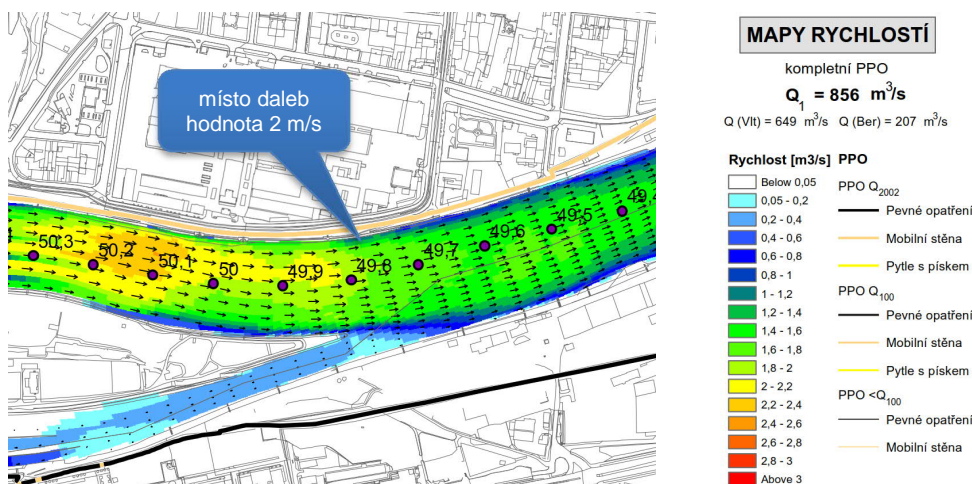 místo daleb
hodnota 2 m/s
50,3
50,2
50,1
50
49,9
49,8
49,7
49,6
49,5
49,4
MAPY RYCHLOSTÍ
kompletní PPO
Q1 = 856 m3/s
Q (Vlt) = 649 m3/s Q (Ber) = 207 m3/s
Rychlost [m3/s]
Below 0,05
0,05 - 0,2
0,2 - 0,4
0,4 - 0,6
0,6 - 0,8
0,8 - 1
1 - 1,2
1,2 - 1,4
1,4 - 1,6
1,6 - 1,8
1,8 - 2
2 - 2,2
2,2 - 2,4
2,4 - 2,6
2,6 - 2,8
2,8 - 3
Above 3
PPO
PPO Q2002
Pevné opatření
Mobilní stěna
Pytle s pískem
PPO Q100
Pevné opatření
Mobilní stěna
Pytle s pískem
PPO <Q100
Pevné opatření
Mobilní stěna